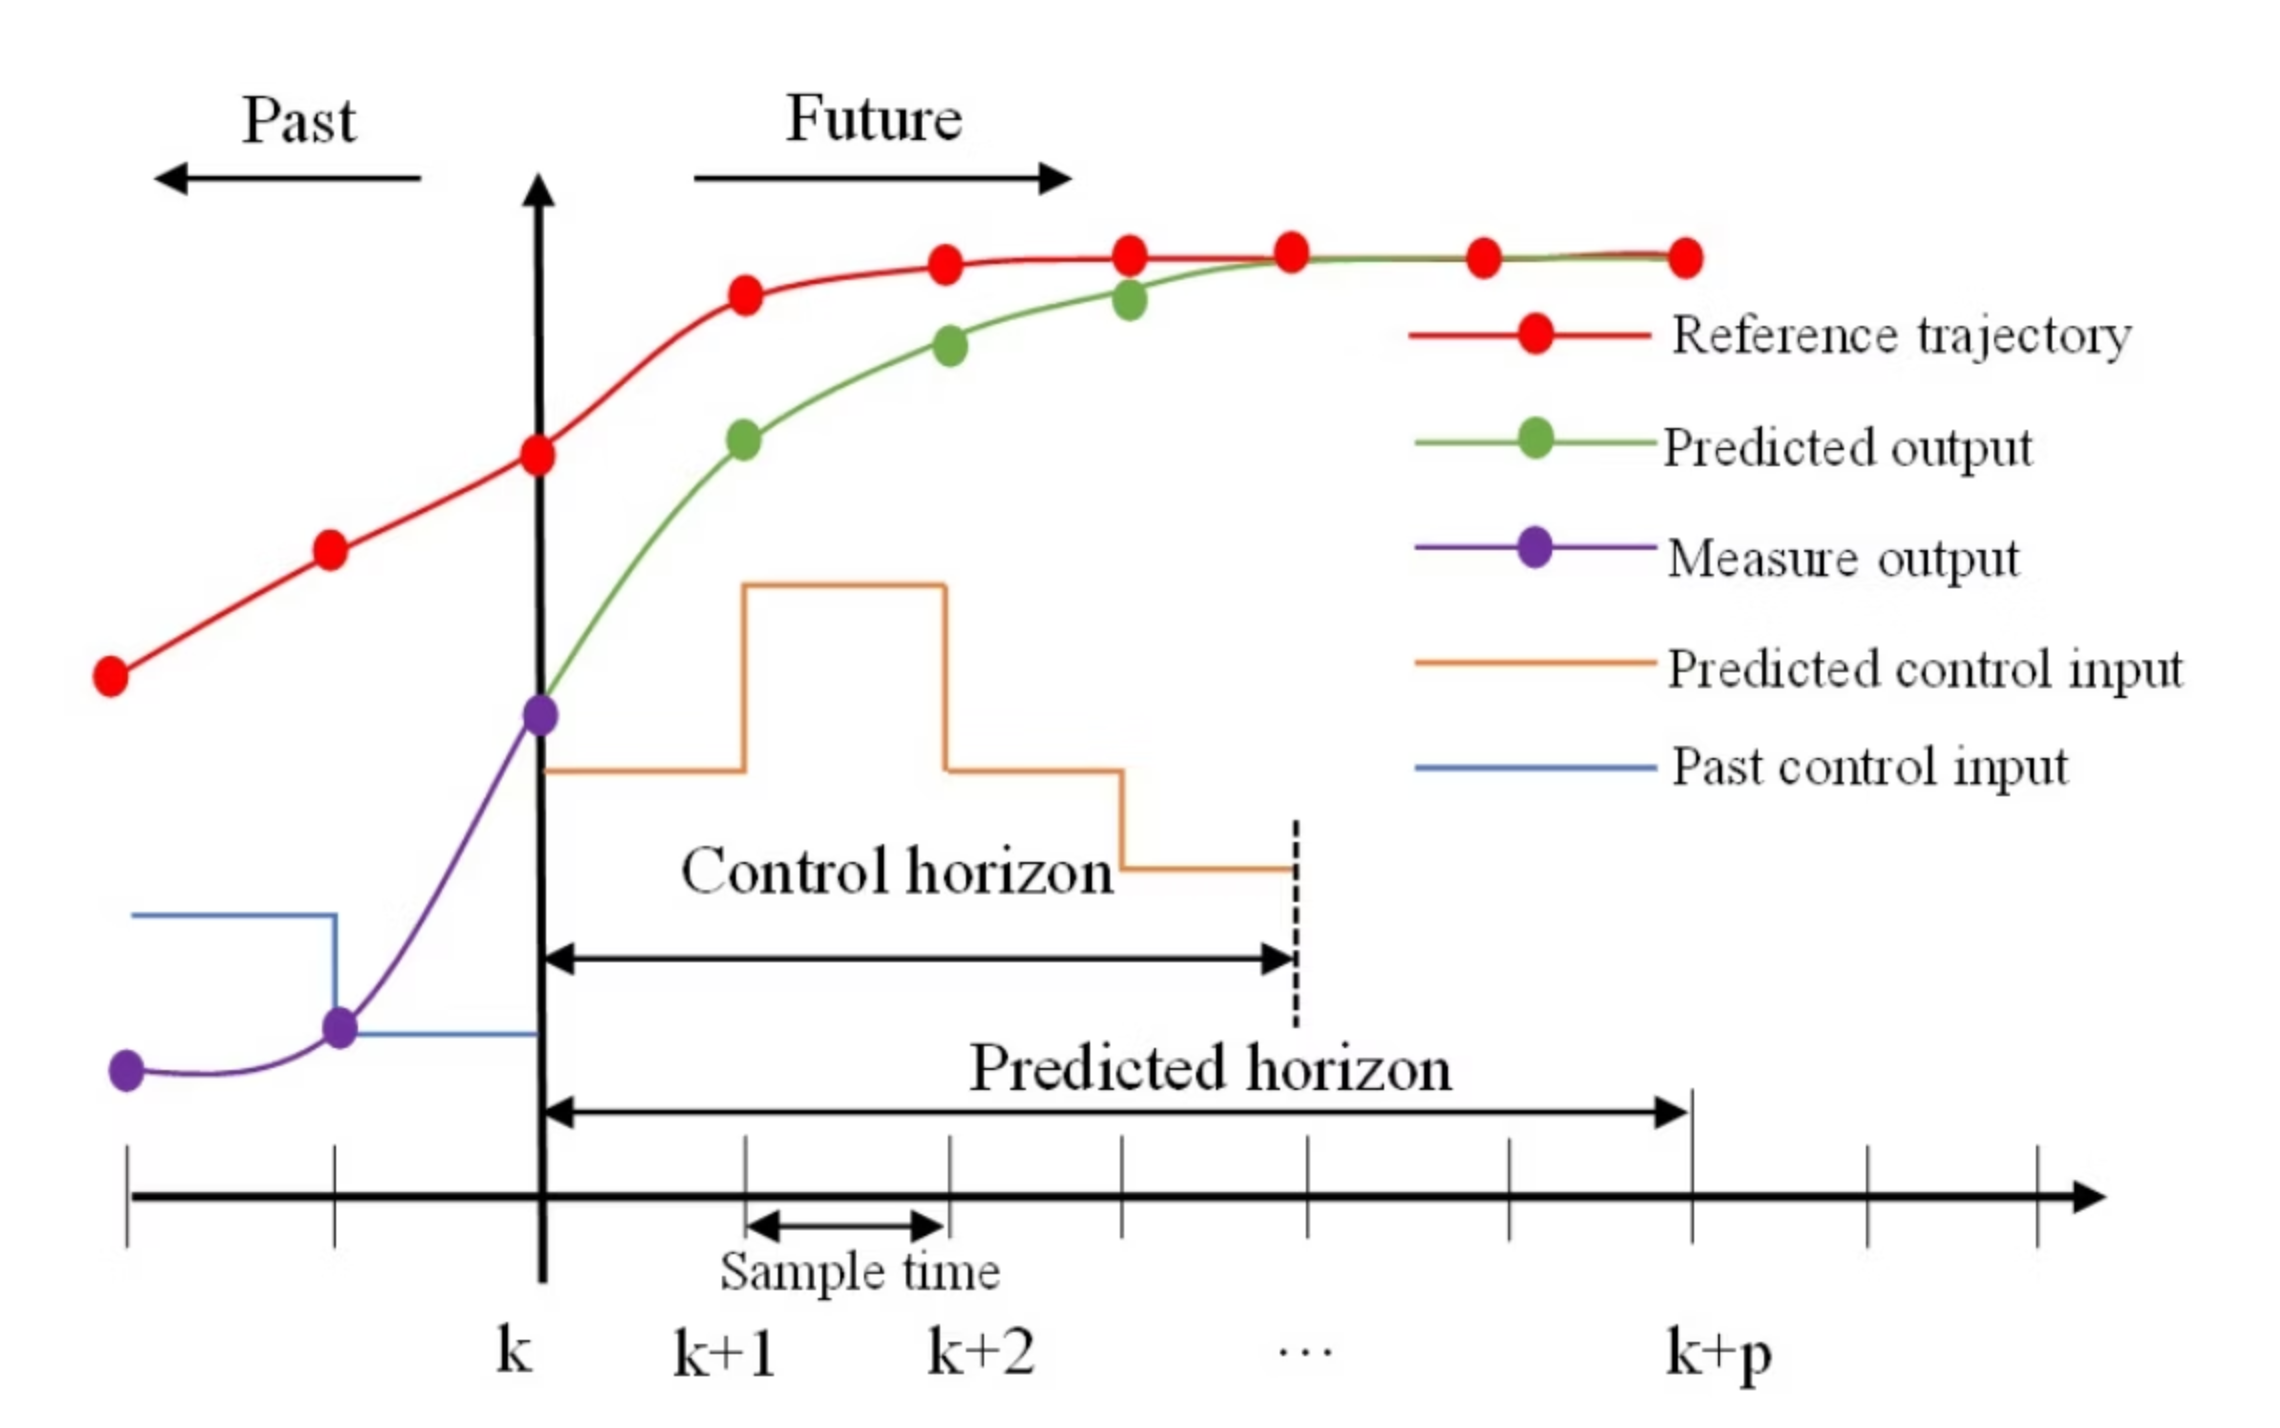 Past
Future
Reference trajectory
Predicted output
Measure output
Predicted control input
Past control input
Control horizon
Predicted horizon
Sample time
k
k+1
k+2
...
k+p